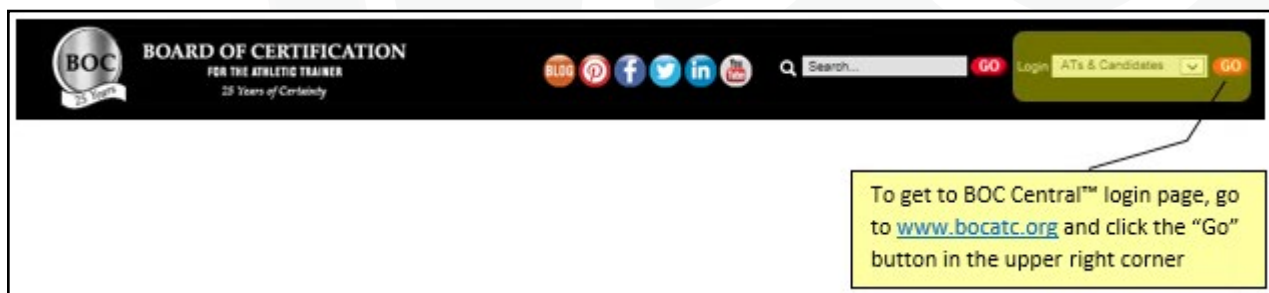 BOC
25 Years
BOARD OF CERTIFICATION
FOR THE ATHLETIC TRAINER
25 Years of Certainty
BLOG
You Tube
Search...
GO
Login
ATs & Candidates
GO
To get to BOC Central™ login page, go
to www.bocatc.org and click the “Go”
button in the upper right corner